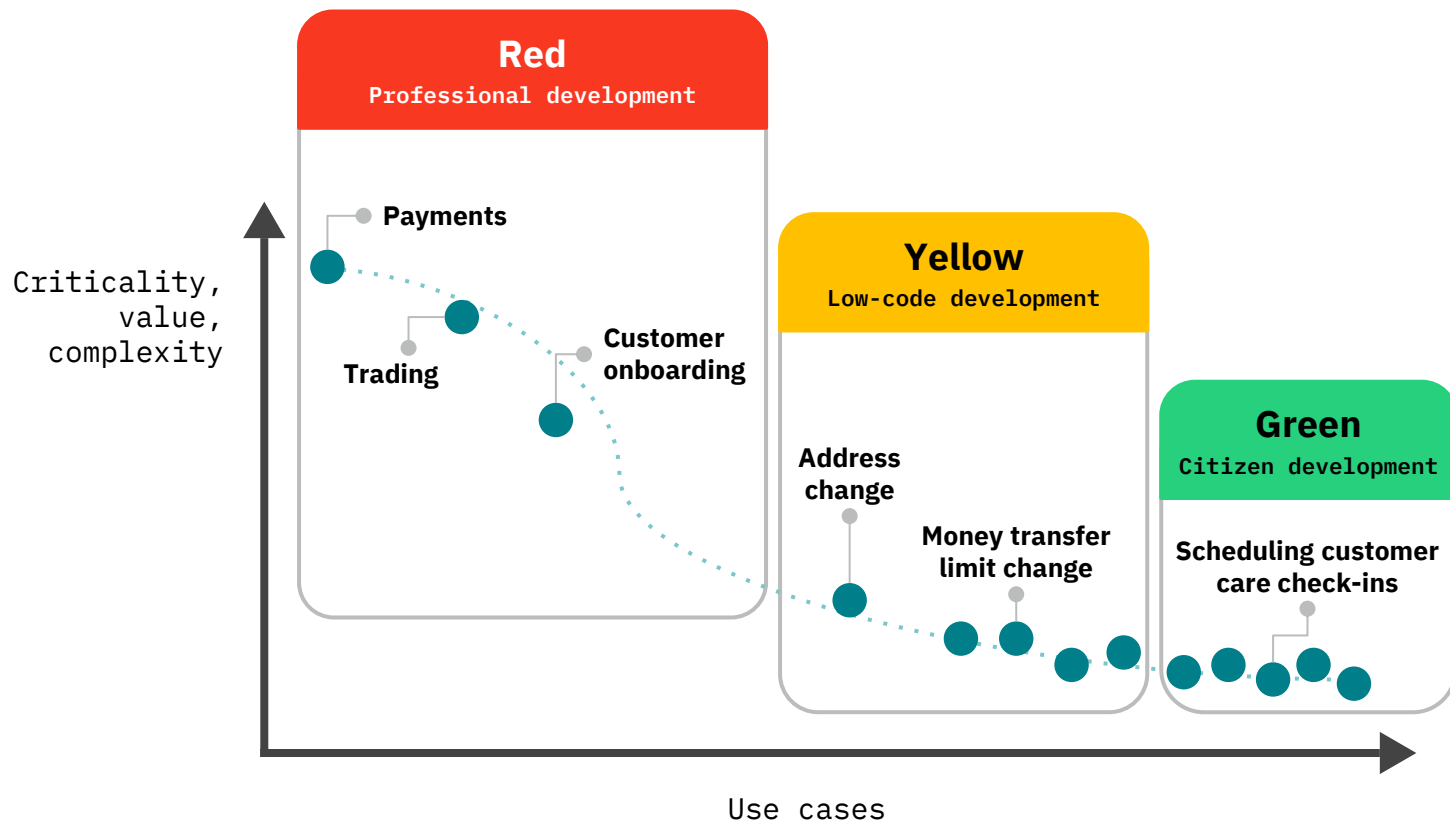 Red
Professional development
Payments
Criticality,
value,
complexity
Trading
Customer
onboarding
Yellow
Low-code development
Address
change
Money transfer
limit change
Green
Citizen development
Scheduling customer
care check-ins
Use cases